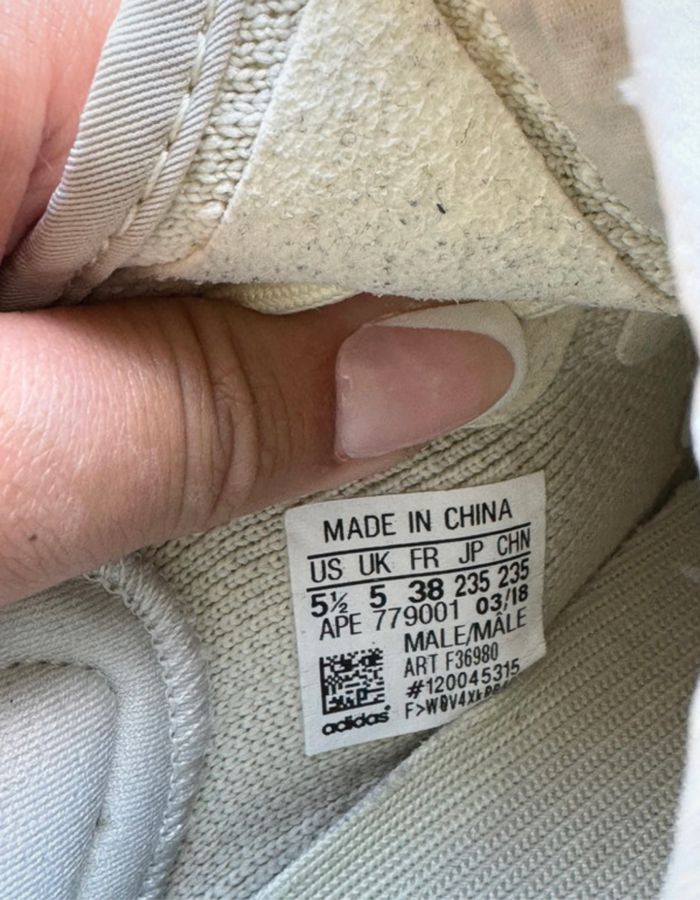 MADE IN CHINA
US UK FR JP CHN
5½ 5 38 235 235
APE 779001 03/18
MALE/MÂLE
ART F36980
#120045315
adidas